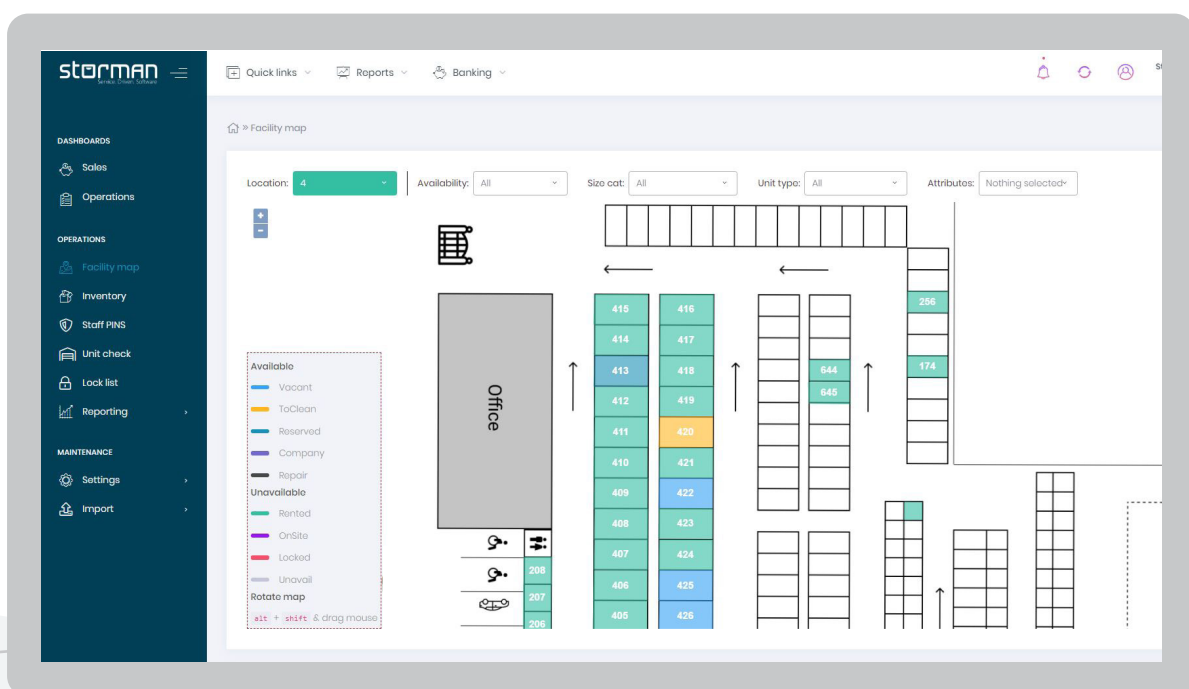 storman
Service Driven Software
Quick links
Reports
Banking
DASHBOARDS
Sales
Operations
OPERATIONS
Facility map
Inventory
Staff PINS
Unit check
Lock list
Reporting
MAINTENANCE
Settings
Import
» Facility map
Location: 4
Availability: All
Size cat: All
Unit type: All
Attributes: Nothing selected
+
-
Available
Vacant
ToClean
Reserved
Company
Repair
Unavailable
Rented
OnSite
Locked
Unavail
Rotate map
alt + shift & drag mouse
Office
208
207
206
415 416
414 417
413 418
412 419
411 420
410 421
409 422
408 423
407 424
406 425
405 426
644
645
256
174